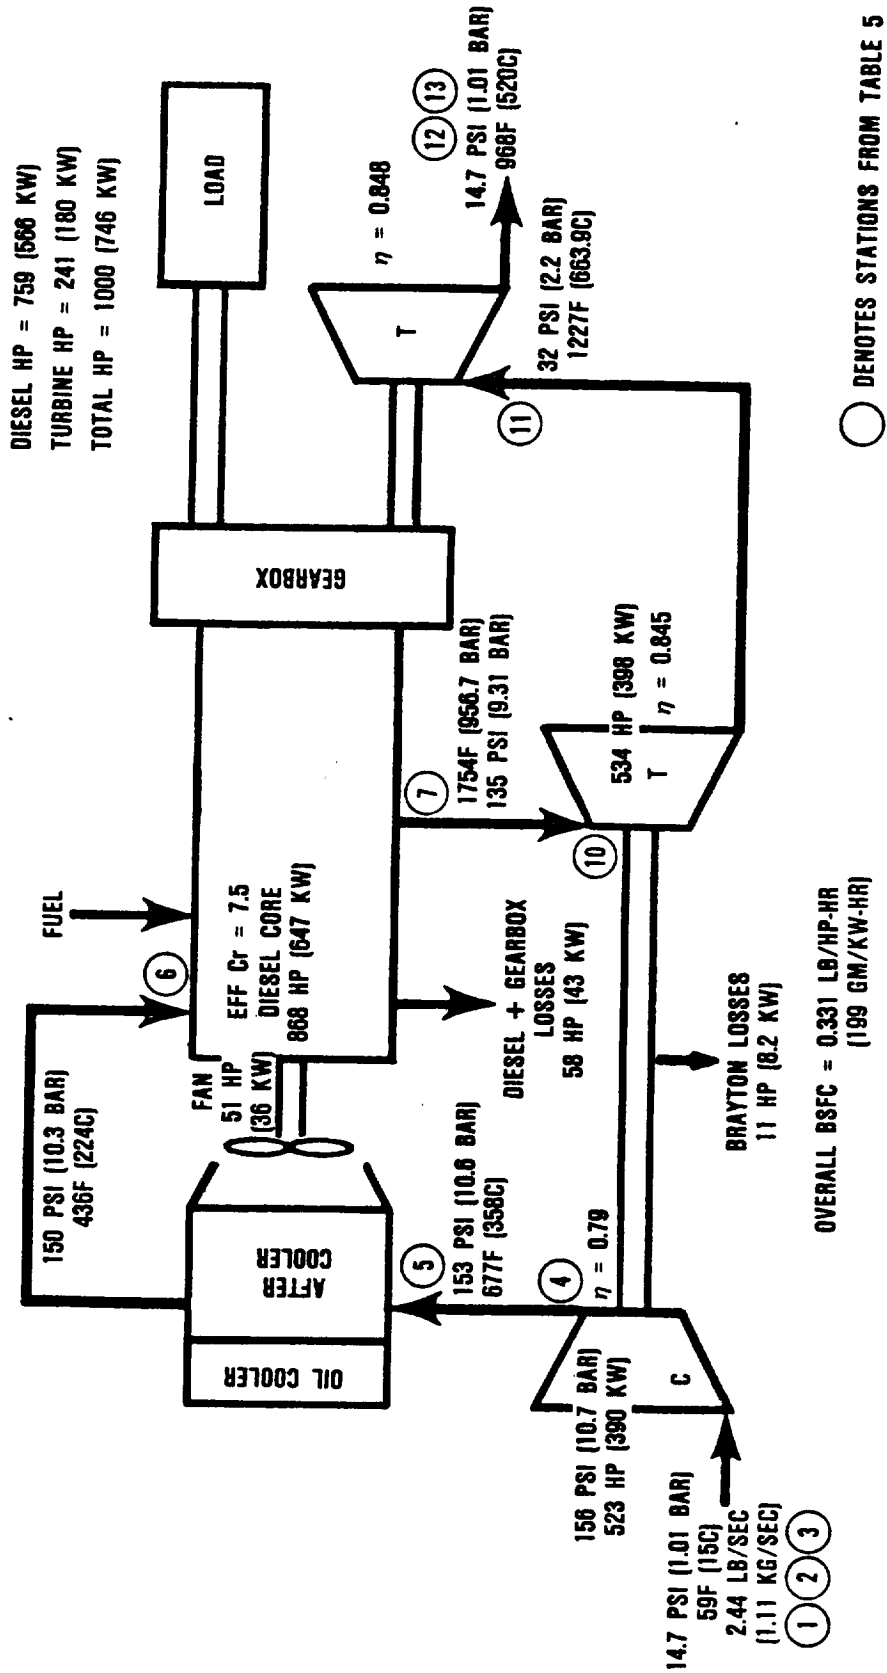 DIESEL HP = 759 (566 KW)
TURBINE HP = 241 (180 KW)
TOTAL HP = 1000 (746 KW)
LOAD
GEARBOX
η = 0.848
T
12 13
14.7 PSI (1.01 BAR)
968F (520C)
32 PSI (2.2 BAR)
1227F (663.9C)
11
FUEL
6
150 PSI (10.3 BAR)
436F (224C)
EFF Cr = 7.5
DIESEL CORE
868 HP (647 KW)
FAN
51 HP
(36 KW)
AFTER
COOLER
OIL COOLER
7
1754F (956.7 BAR)
135 PSI (9.31 BAR)
DIESEL + GEARBOX
LOSSES
58 HP (43 KW)
5
153 PSI (10.6 BAR)
677F (358C)
4
η = 0.79
10
534 HP (398 KW)
T
η = 0.845
156 PSI (10.7 BAR)
523 HP (390 KW)
C
BRAYTON LOSSES
11 HP (8.2 KW)
14.7 PSI (1.01 BAR)
59F (15C)
2.44 LB/SEC
(1.11 KG/SEC)
1 2 3
OVERALL BSFC = 0.331 LB/HP-HR
(199 GM/KW-HR)
DENOTES STATIONS FROM TABLE 5